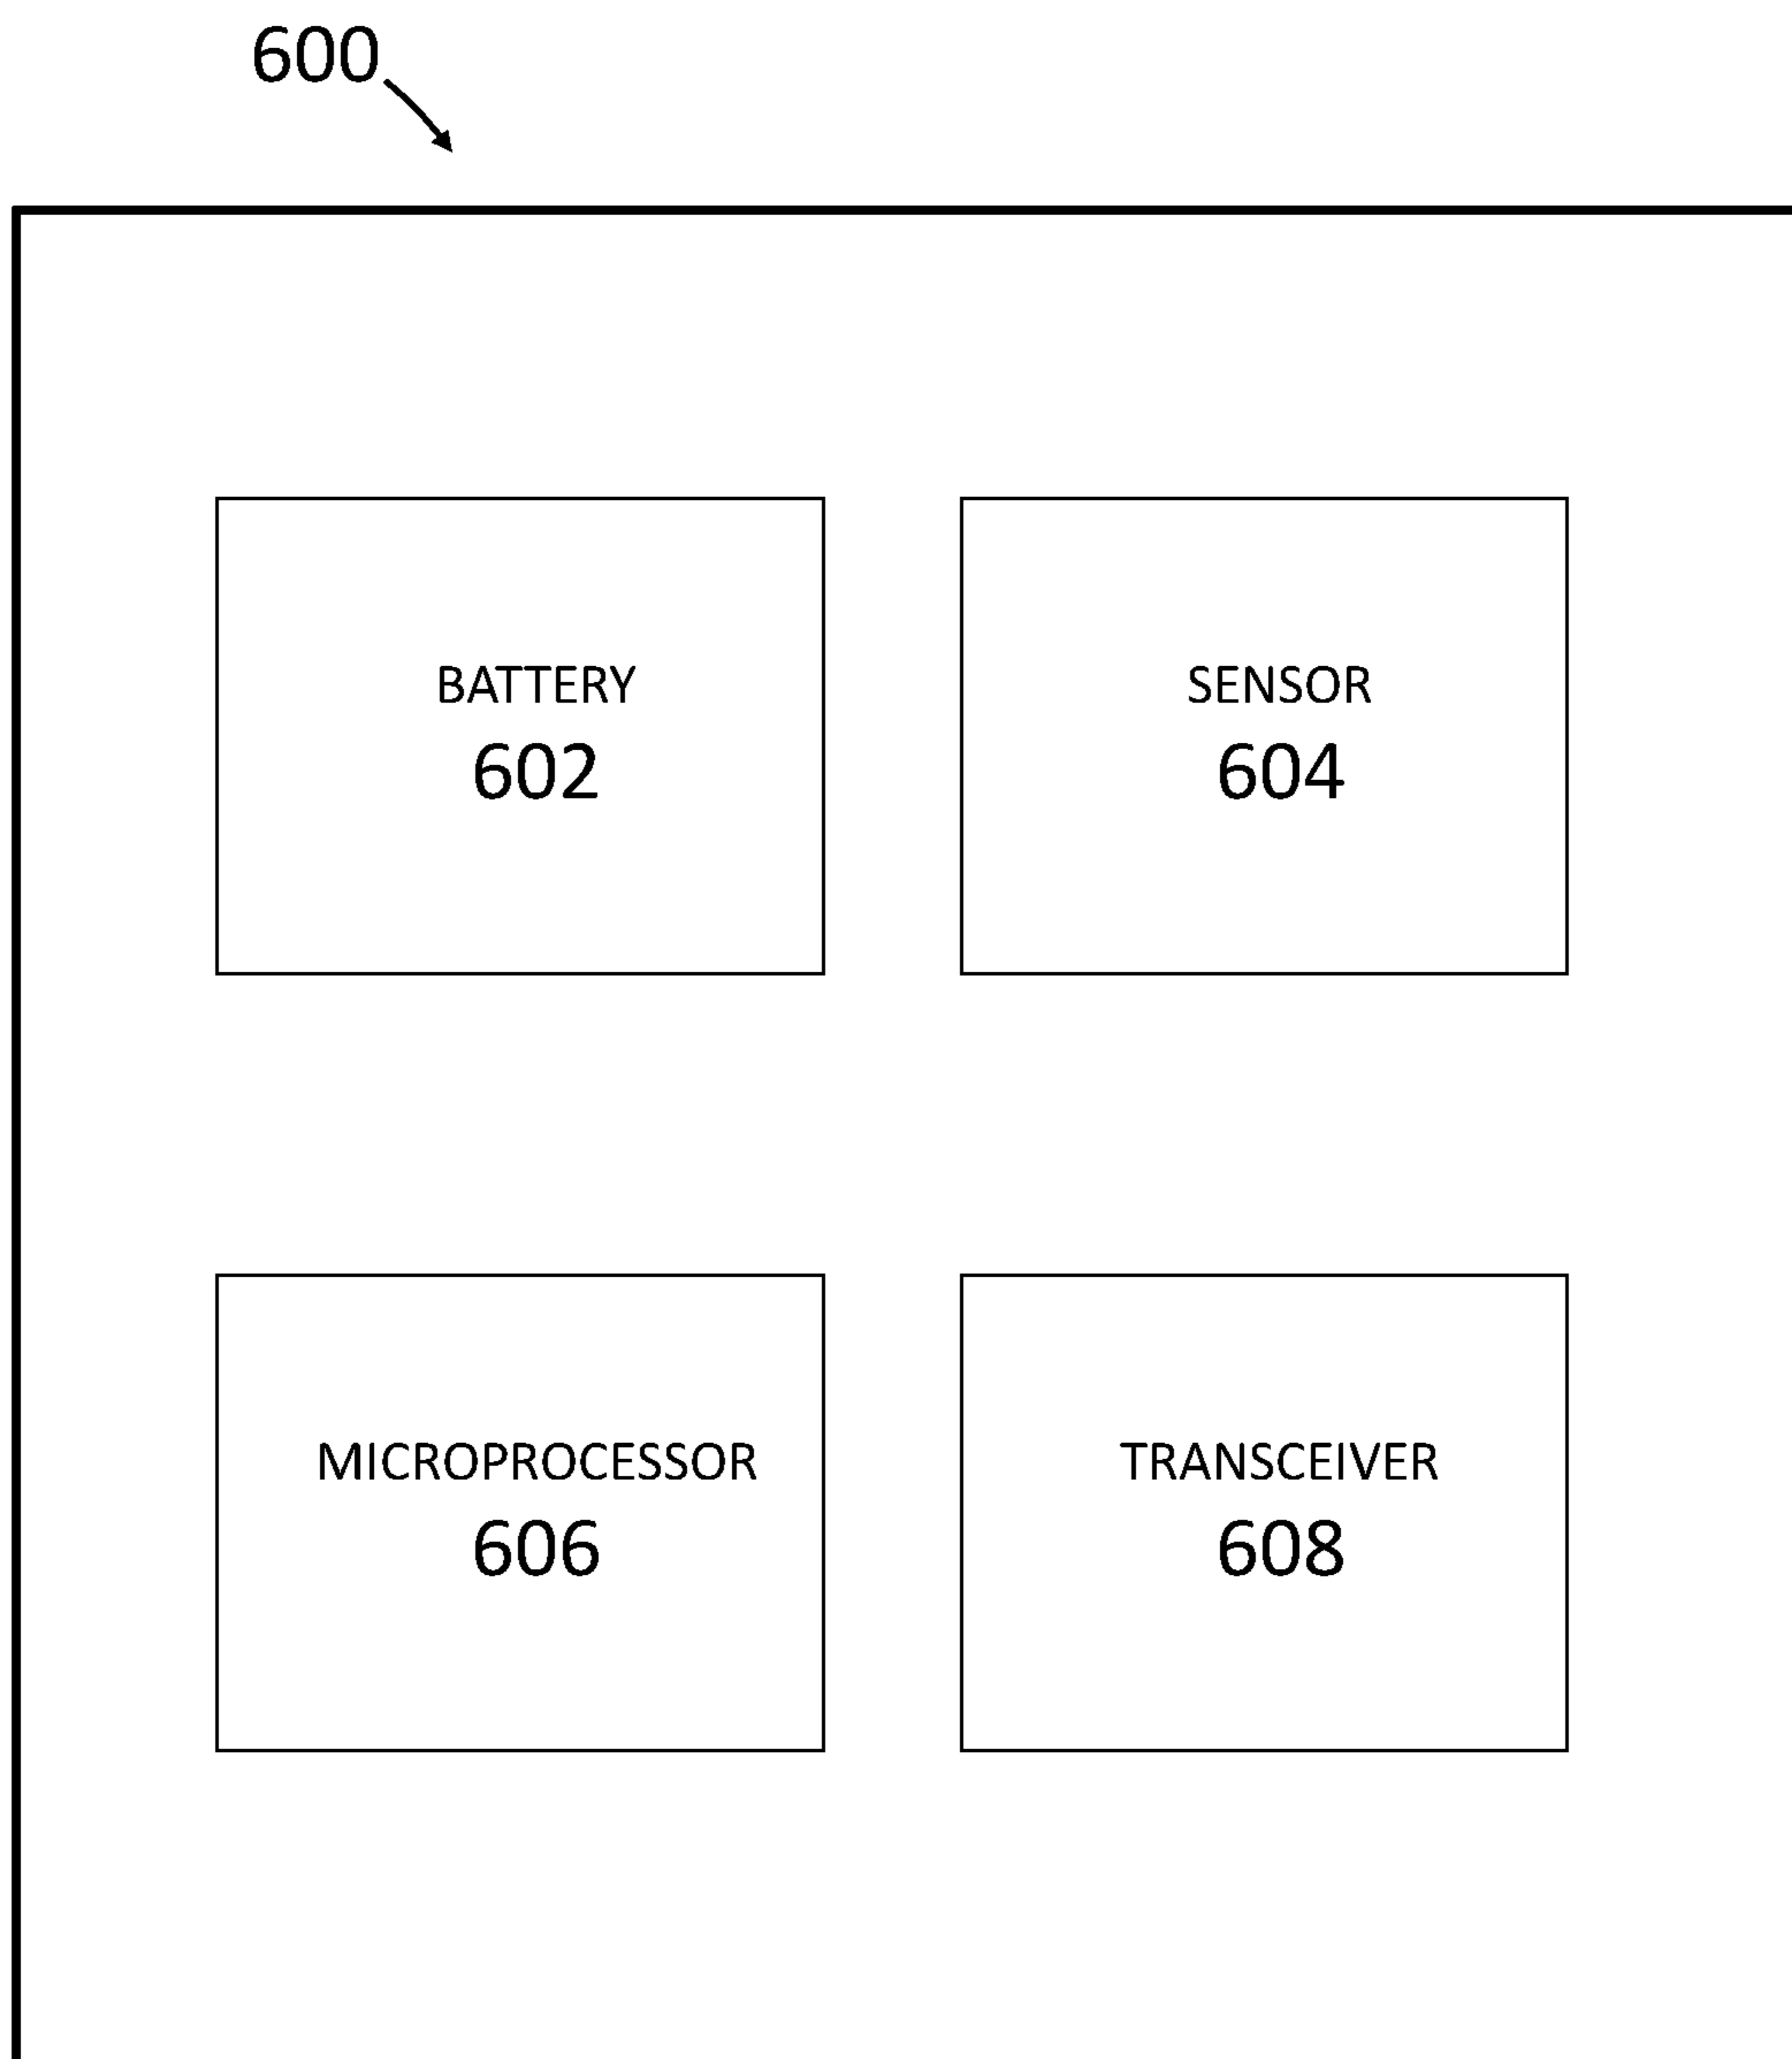 600
BATTERY
602
SENSOR
604
MICROPROCESSOR
606
TRANSCEIVER
608